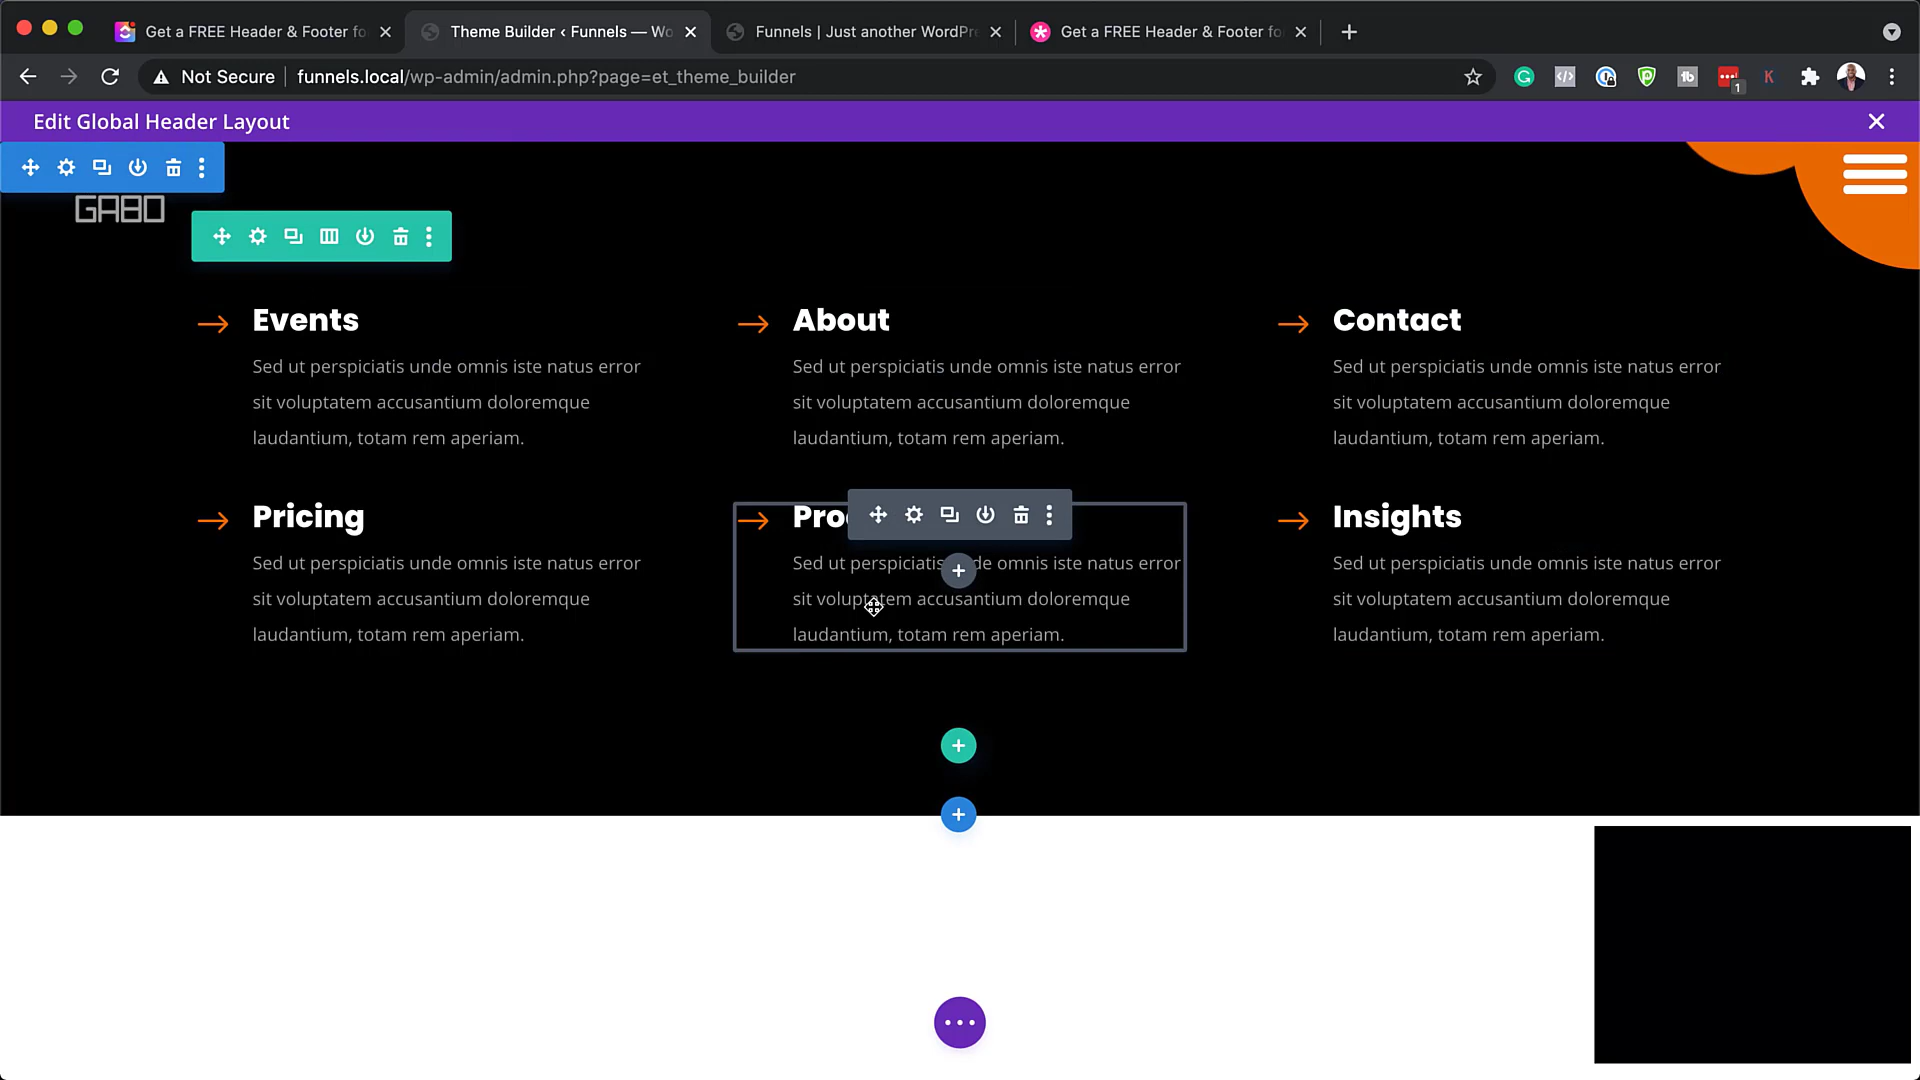 Get a FREE Header & Footer fo
Theme Builder ‹ Funnels — Wo
Funnels | Just another WordPre
Get a FREE Header & Footer fo
Not Secure
funnels.local/wp-admin/admin.php?page=et_theme_builder
1
K
Edit Global Header Layout
GABO
Events
Sed ut perspiciatis unde omnis iste natus error
sit voluptatem accusantium doloremque
laudantium, totam rem aperiam.
About
Sed ut perspiciatis unde omnis iste natus error
sit voluptatem accusantium doloremque
laudantium, totam rem aperiam.
Contact
Sed ut perspiciatis unde omnis iste natus error
sit voluptatem accusantium doloremque
laudantium, totam rem aperiam.
Pricing
Sed ut perspiciatis unde omnis iste natus error
sit voluptatem accusantium doloremque
laudantium, totam rem aperiam.
Sed ut perspiciatis omnis iste natus error
sit voluptatem accusantium doloremque
laudantium, totam rem aperiam.
Insights
Sed ut perspiciatis unde omnis iste natus error
sit voluptatem accusantium doloremque
laudantium, totam rem aperiam.